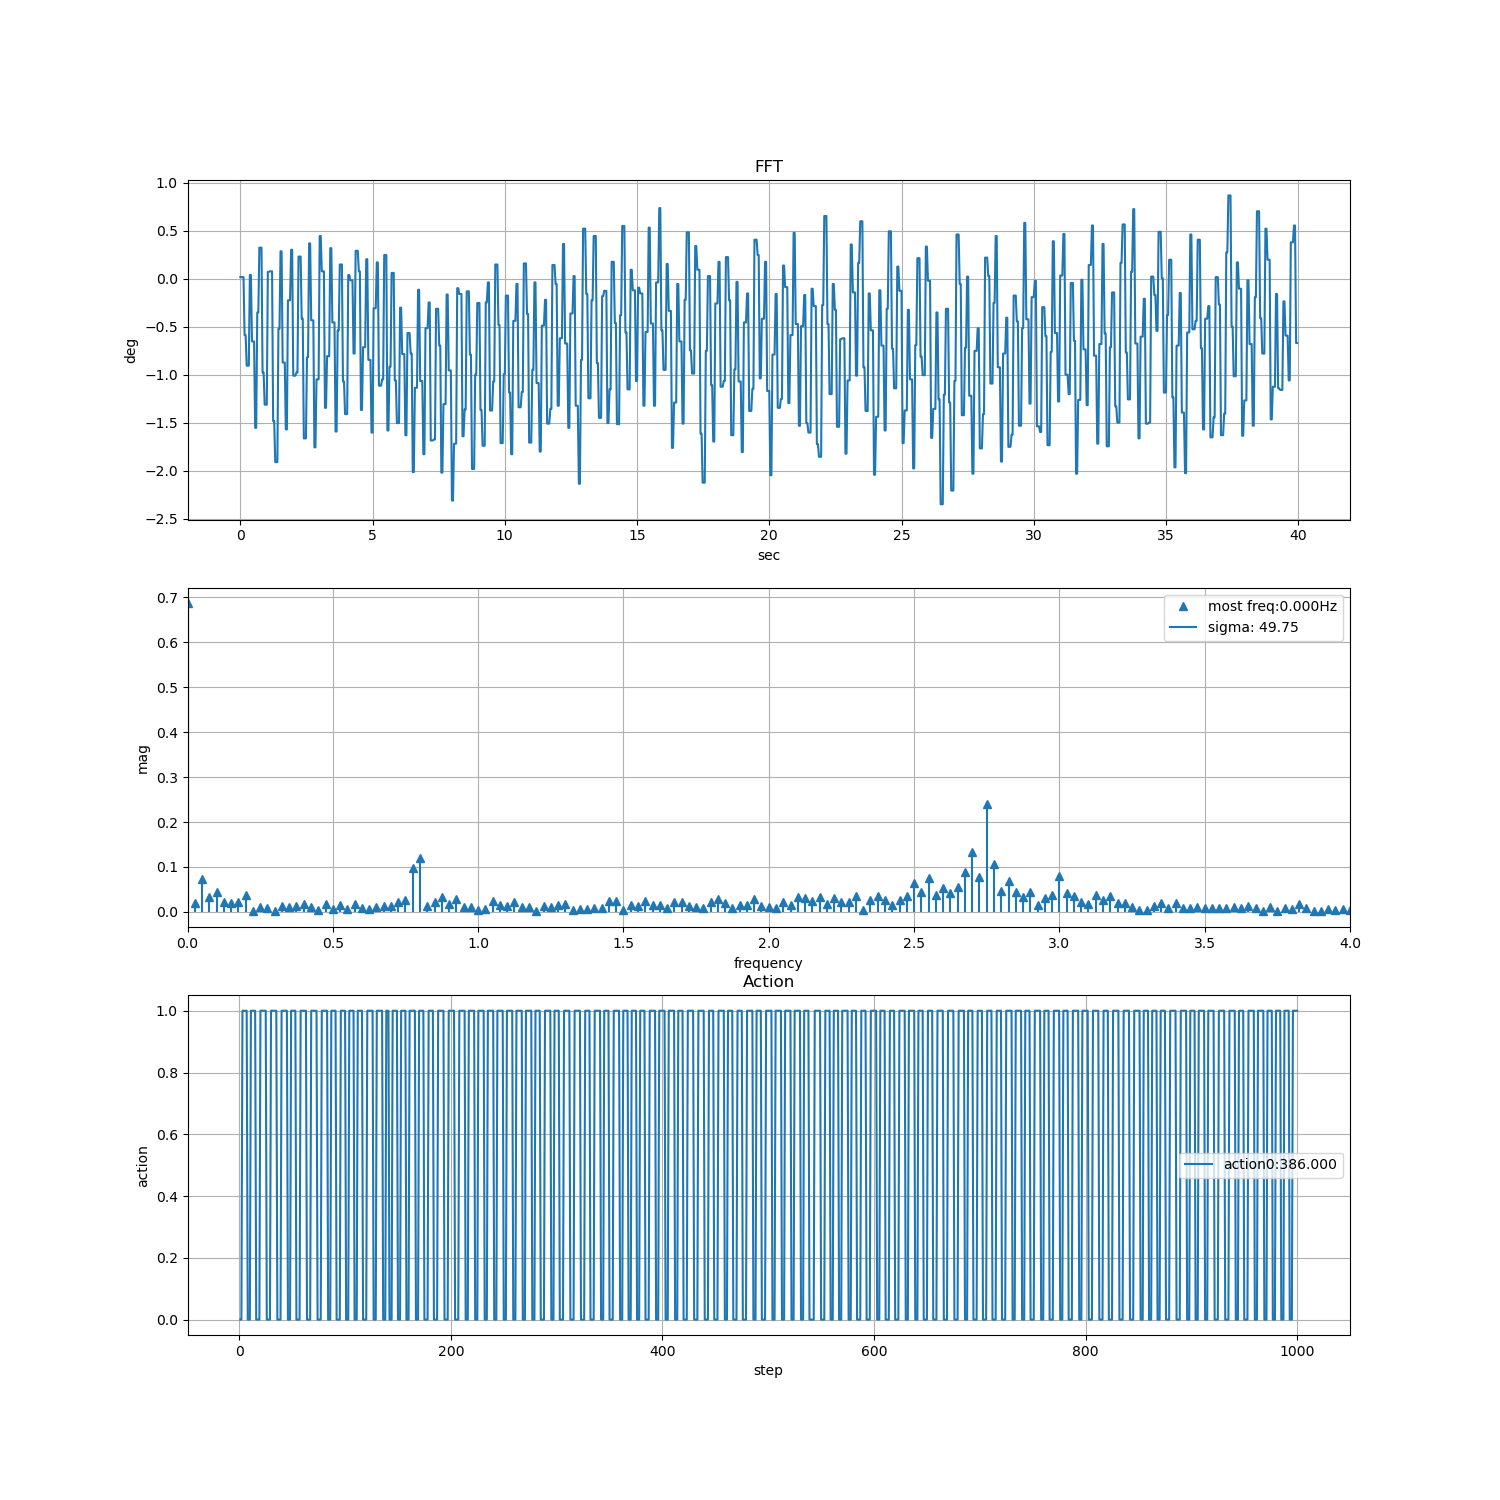 FFT
1.0
0.5
0.0
−0.5
−1.0
−1.5
−2.0
−2.5
deg
0 5 10 15 20 25 30 35 40
sec
0.7
0.6
0.5
0.4
0.3
0.2
0.1
0.0
mag
most freq:0.000Hz
sigma: 49.75
0.0 0.5 1.0 1.5 2.0 2.5 3.0 3.5 4.0
frequency
Action
1.0
0.8
0.6
0.4
0.2
0.0
action
action0:386.000
0 200 400 600 800 1000
step